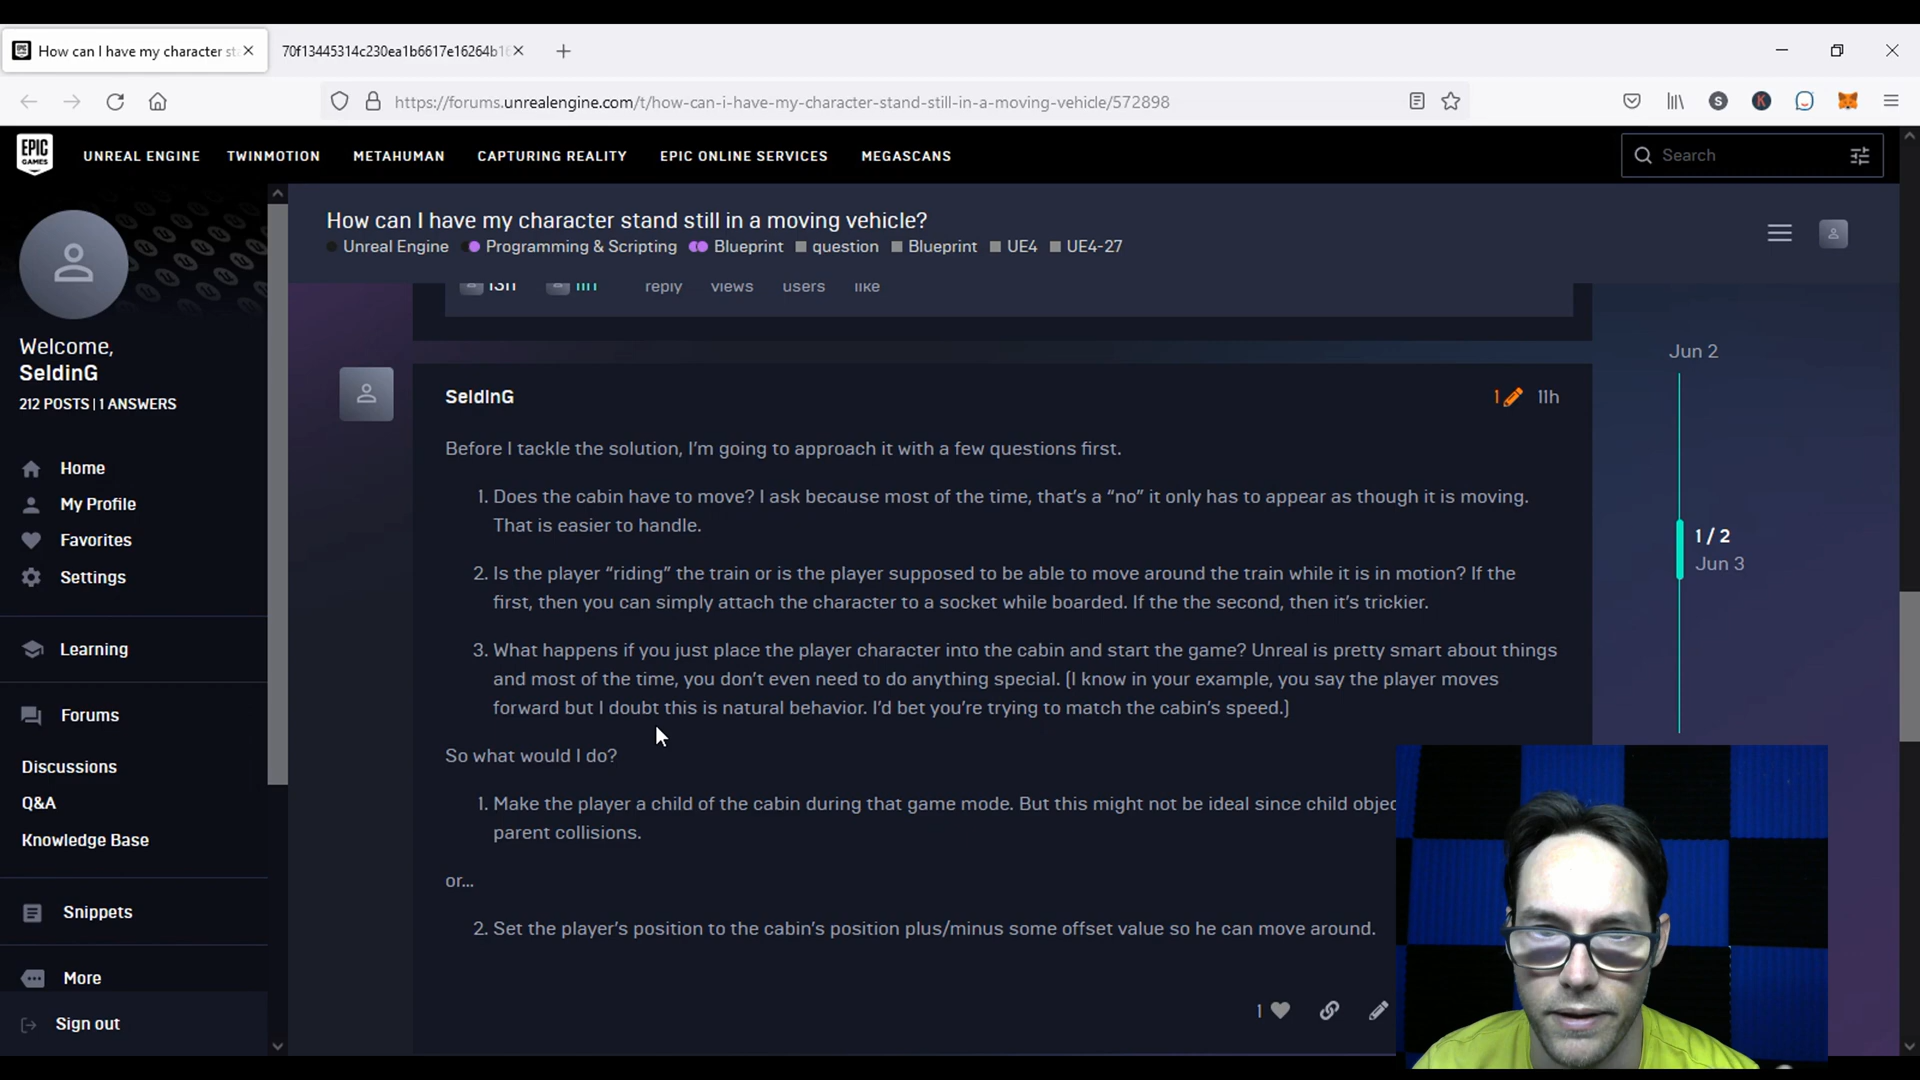 How can I have my character st
70f13445314c230ea1b6617e16264b1
https://forums.unrealengine.com/t/how-can-i-have-my-character-stand-still-in-a-moving-vehicle/572898
S
K
EPIC GAMES
UNREAL ENGINE
TWINMOTION
METAHUMAN
CAPTURING REALITY
EPIC ONLINE SERVICES
MEGASCANS
Search
Welcome,
SeldinG
212 POSTS | 1 ANSWERS
Home
My Profile
Favorites
Settings
Learning
Forums
Discussions
Q&A
Knowledge Base
Snippets
More
Sign out
How can I have my character stand still in a moving vehicle?
Unreal Engine Programming & Scripting Blueprint question Blueprint UE4 UE4-27
13h 11h reply views users like
SeldinG
1 11h
Before I tackle the solution, I’m going to approach it with a few questions first.
1. Does the cabin have to move? I ask because most of the time, that’s a “no” it only has to appear as though it is moving.
That is easier to handle.
2. Is the player “riding” the train or is the player supposed to be able to move around the train while it is in motion? If the
first, then you can simply attach the character to a socket while boarded. If the the second, then it’s trickier.
3. What happens if you just place the player character into the cabin and start the game? Unreal is pretty smart about things
and most of the time, you don’t even need to do anything special. (I know in your example, you say the player moves
forward but I doubt this is natural behavior. I’d bet you’re trying to match the cabin’s speed.)
So what would I do?
1. Make the player a child of the cabin during that game mode. But this might not be ideal since child objec
parent collisions.
or…
2. Set the player’s position to the cabin’s position plus/minus some offset value so he can move around.
1
Jun 2
1 / 2
Jun 3